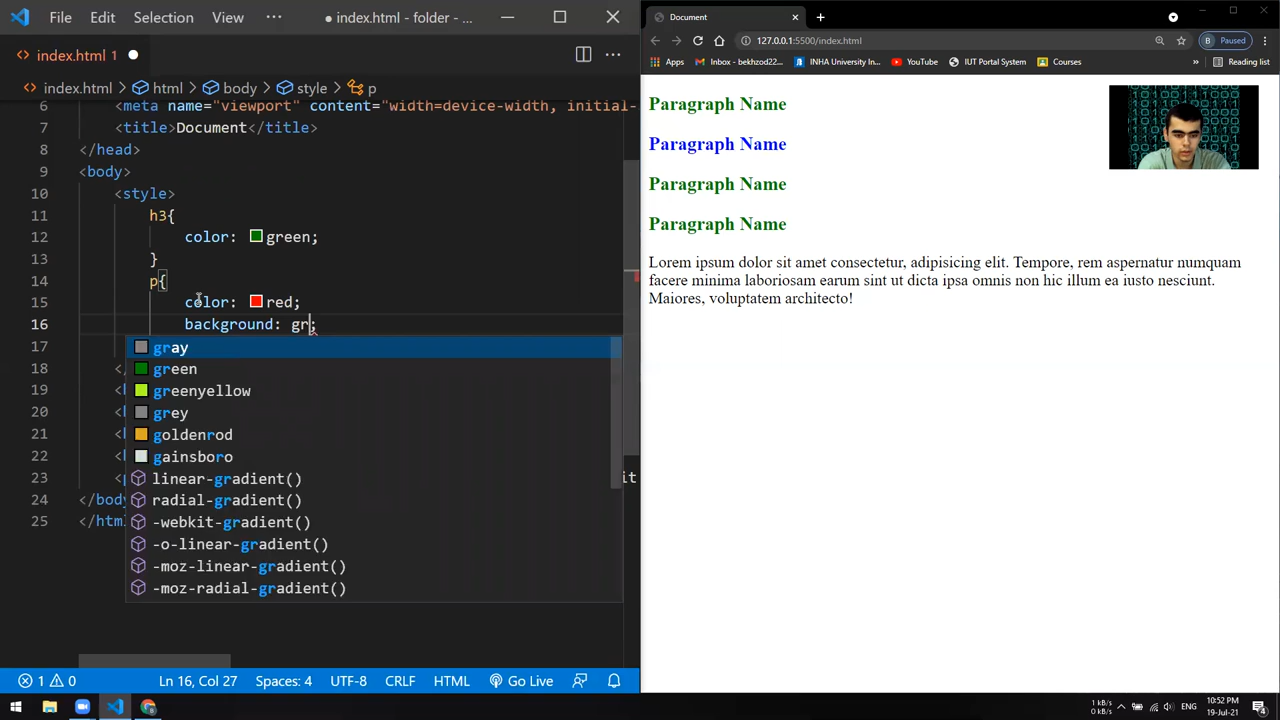 File Edit Selection View ··· ● index.html - folder - ...
index.html 1 ●
index.html > html > body > style > p
6 <meta name="viewport" content="width=device-width, initial-
7 <title>Document</title>
8 </head>
9 <body>
10 <style>
11 h3{
12 color: green;
13 }
14 p{
15 color: red;
16 background: gr;
17
18 </
19 <h
20 <h
21 <h
22 <h
23 <p it
24 </body
25 </htm
gray
green
greenyellow
grey
goldenrod
gainsboro
linear-gradient()
radial-gradient()
-webkit-gradient()
-o-linear-gradient()
-moz-linear-gradient()
-moz-radial-gradient()
1 0 Ln 16, Col 27 Spaces: 4 UTF-8 CRLF HTML Go Live
Document
127.0.0.1:5500/index.html B Paused
Apps Inbox - bekhzod22... INHA University In... YouTube IUT Portal System Courses » Reading list
Paragraph Name
Paragraph Name
Paragraph Name
Paragraph Name
Lorem ipsum dolor sit amet consectetur, adipisicing elit. Tempore, rem aspernatur numquam
facere minima laboriosam earum sint ut dicta ipsa omnis non hic illum ea iusto nesciunt.
Maiores, voluptatem architecto!
1 kB/s
0 kB/s
ENG
10:52 PM
19-Jul-21
4